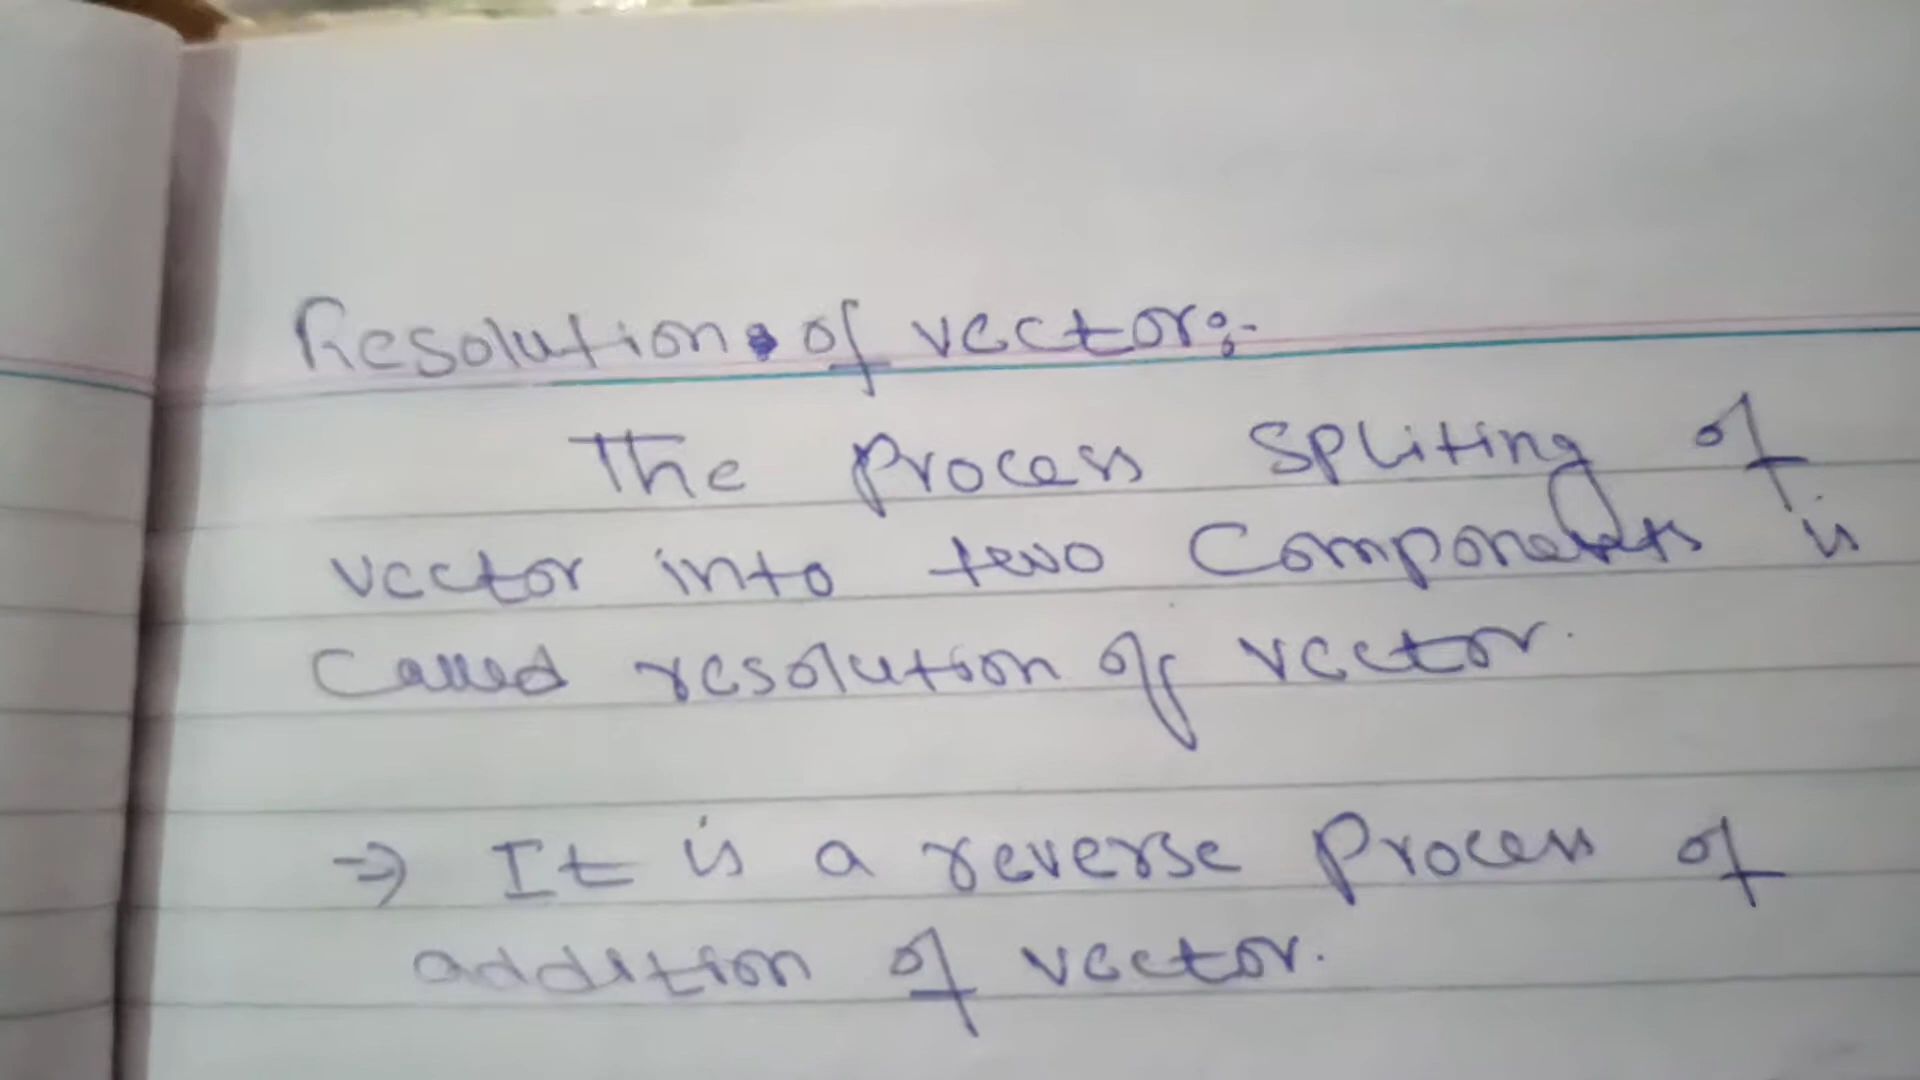 Resolution of vector:-
The process spliting of
vector into two components is
called resolution of vector.
⇒ It is a reverse process of
addition of vector.